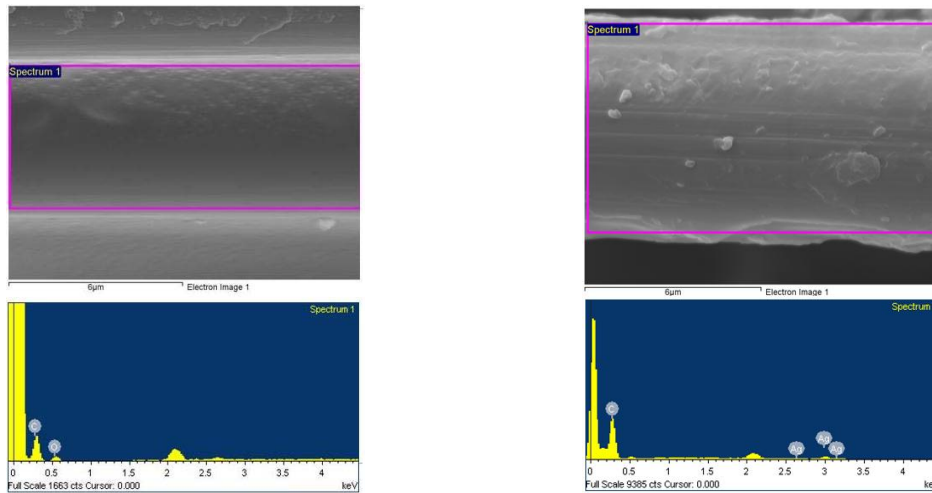 Spectrum 1
6μm Electron Image 1
Spectrum 1
C
O
0 0.5 1 1.5 2 2.5 3 3.5 4
Full Scale 1663 cts Cursor: 0.000 keV
Spectrum 1
6μm Electron Image 1
Spectrum
C
Ag
Ag
Ag
0 0.5 1 1.5 2 2.5 3 3.5 4
Full Scale 9385 cts Cursor: 0.000 ke